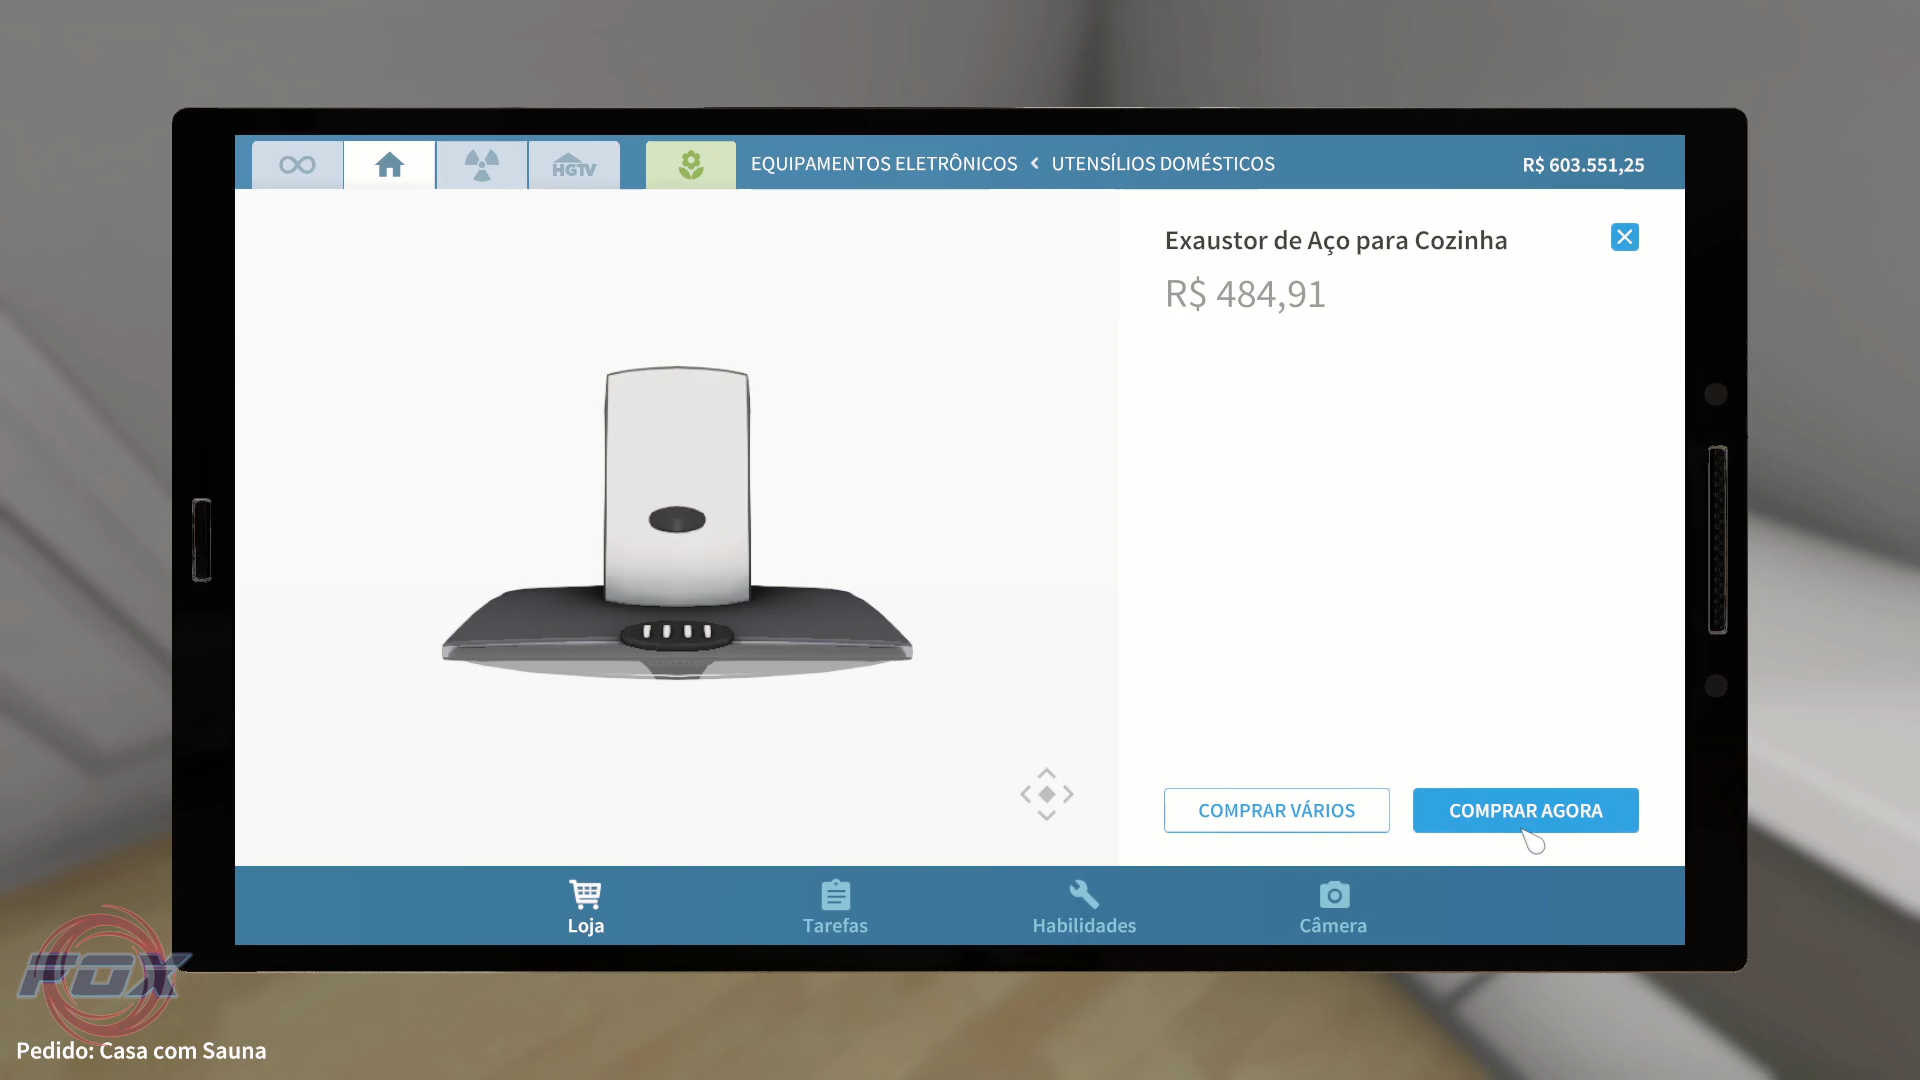 HGTV
EQUIPAMENTOS ELETRÔNICOS < UTENSÍLIOS DOMÉSTICOS
R$ 603.551,25
Exaustor de Aço para Cozinha
R$ 484,91
COMPRAR VÁRIOS
COMPRAR AGORA
Loja
Tarefas
Habilidades
Câmera
FOX
Pedido: Casa com Sauna